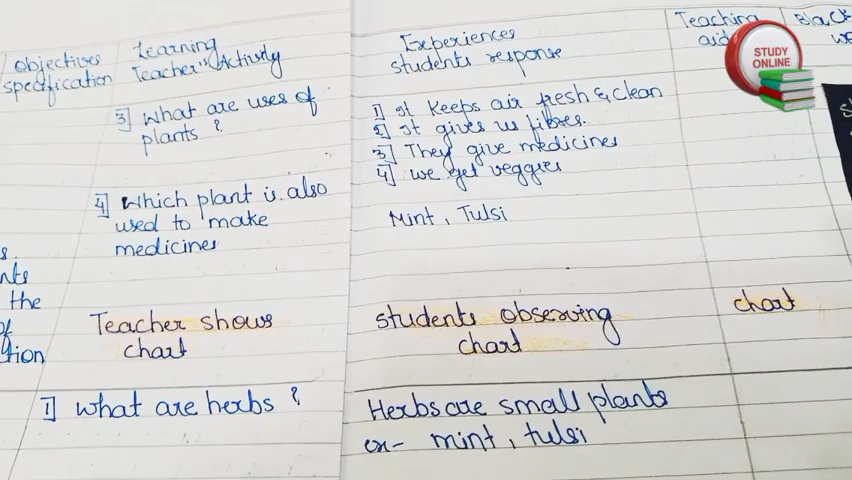 objectives
specification
Learning
Teacher's Activity
Experiences
students response
Teaching
aid
STUDY
ONLINE
3] What are uses of
plants ?
1] It keeps air fresh & clean
2] It gives us fibres.
3] They give medicines
4] we get veggies
4] Which plant is also
used to make
medicines
Mint, Tulsi
the
of
Teacher shows
chart
students observing
chart
chart
1] what are herbs ?
Herbs are small plants
ex- mint, tulsi